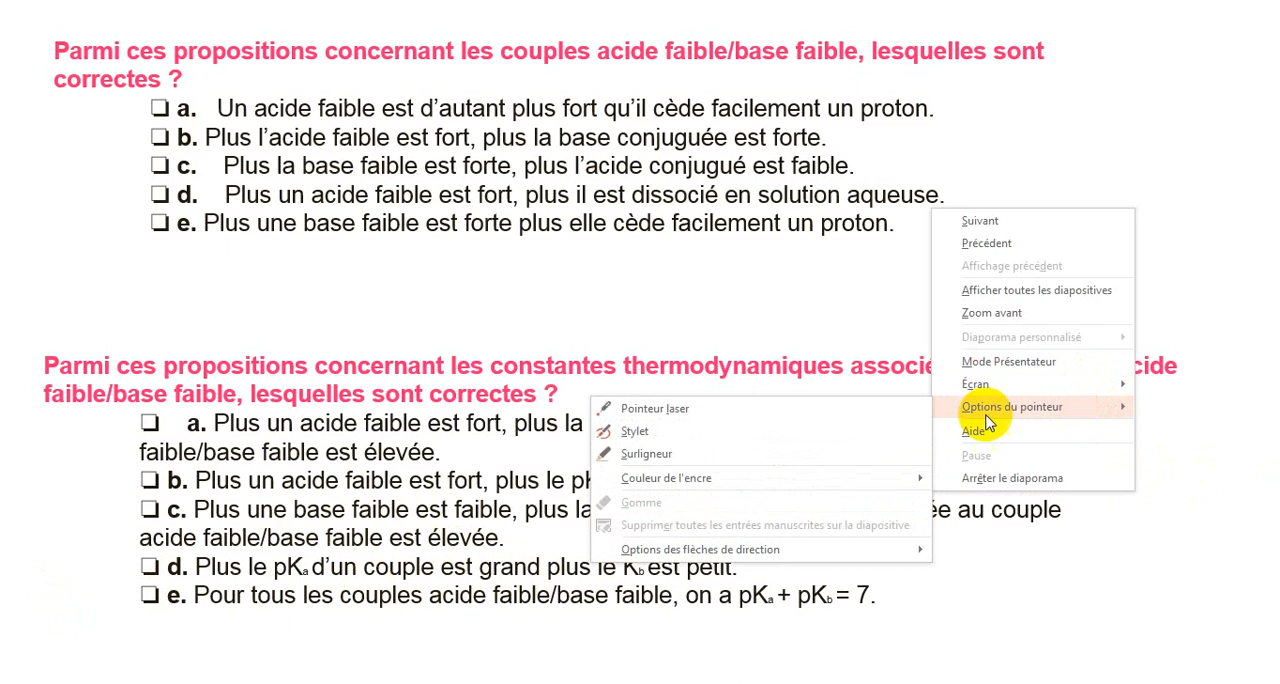 Parmi ces propositions concernant les couples acide faible/base faible, lesquelles sont
correctes ?
❏ a. Un acide faible est d’autant plus fort qu’il cède facilement un proton.
❏ b. Plus l’acide faible est fort, plus la base conjuguée est forte.
❏ c. Plus la base faible est forte, plus l’acide conjugué est faible.
❏ d. Plus un acide faible est fort, plus il est dissocié en solution aqueuse.
❏ e. Plus une base faible est forte plus elle cède facilement un proton.
Suivant
Précédent
Affichage précédent
Afficher toutes les diapositives
Zoom avant
Diaporama personnalisé
Mode Présentateur
Écran
Options du pointeur
Aide
Pause
Arrêter le diaporama
Pointeur laser
Stylet
Surligneur
Couleur de l'encre
Gomme
Supprimer toutes les entrées manuscrites sur la diapositive
Options des flèches de direction
Parmi ces propositions concernant les constantes thermodynamiques
faible/base faible, lesquelles sont correctes ?
❏ a. Plus un acide faible est fort, plus la
faible/base faible est élevée.
❏ b. Plus un acide faible est fort, plus le
❏ c. Plus une base faible est faible, plus la au couple
acide faible/base faible est élevée.
❏ d. Plus le pKa d’un couple est grand plus le Kb est petit.
❏ e. Pour tous les couples acide faible/base faible, on a pKa + pKb = 7.